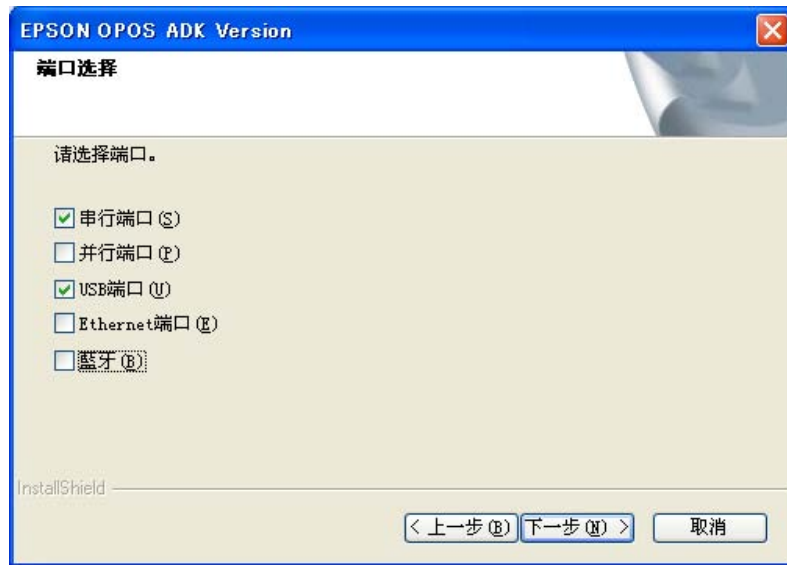 EPSON OPOS ADK Version
端口选择
请选择端口。
串行端口(S)
并行端口(P)
USB端口(U)
Ethernet端口(E)
藍牙(B)
InstallShield
< 上一步(B) 下一步(N) > 取消